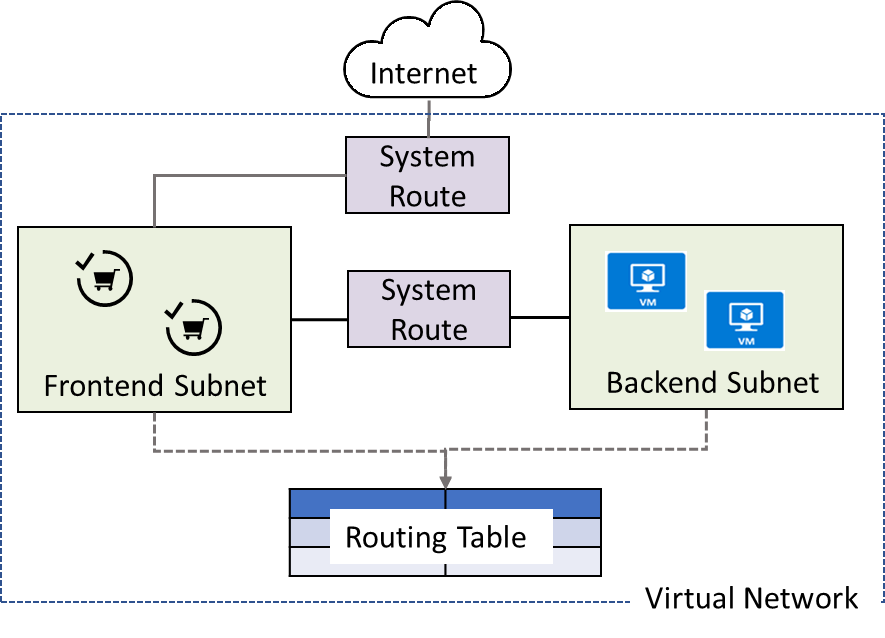 Internet
System
Route
System
Route
VM
VM
Frontend Subnet
Backend Subnet
Routing Table
Virtual Network